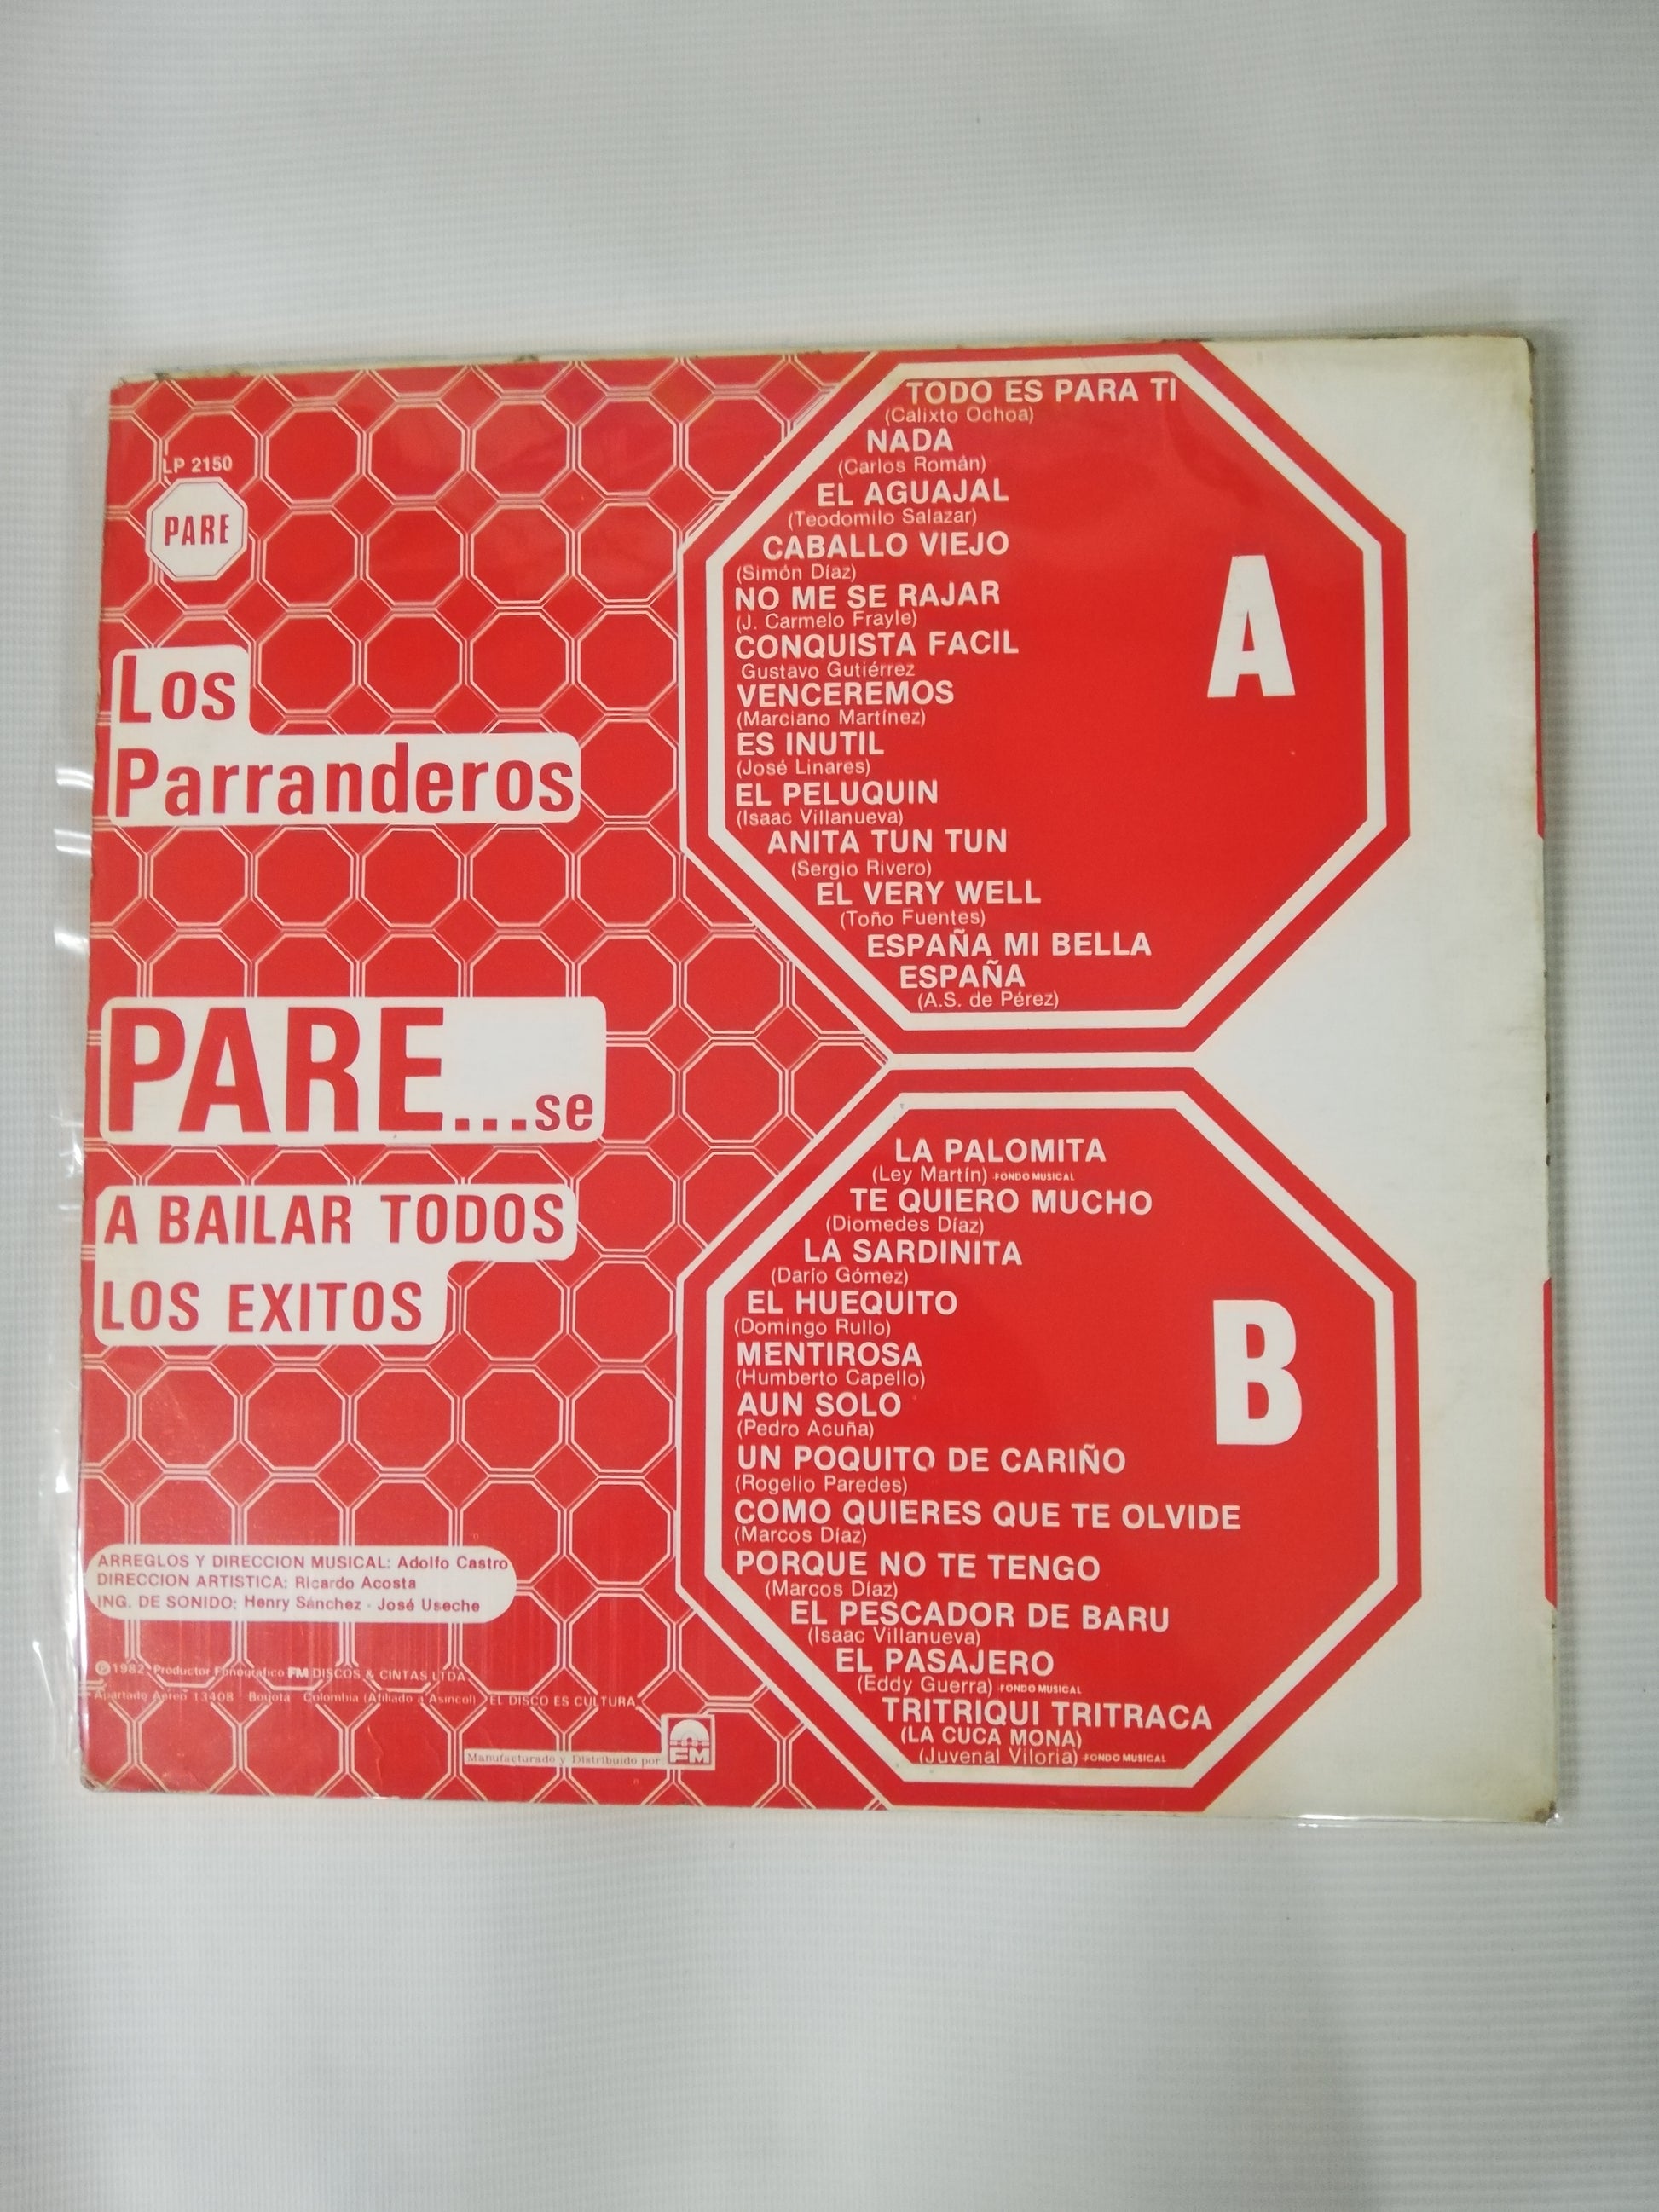 LP 2150
PARE
Los
Parranderos
PARE...se
A BAILAR TODOS
LOS EXITOS
ARREGLOS Y DIRECCION MUSICAL: Adolfo Castro
DIRECCION ARTISTICA: Ricardo Acosta
ING. DE SONIDO: Henry Sánchez - José Useche
Ⓟ1982 Productor Fonográfico FM DISCOS & CINTAS LTDA.
Apartado Aéreo 13408 Bogotá Colombia (Afiliado a Asincol) EL DISCO ES CULTURA
Manufacturado y Distribuido por:
FM
A
TODO ES PARA TI
(Calixto Ochoa)
NADA
(Carlos Román)
EL AGUAJAL
(Teodomilo Salazar)
CABALLO VIEJO
(Simón Díaz)
NO ME SE RAJAR
(J. Carmelo Frayle)
CONQUISTA FACIL
Gustavo Gutiérrez
VENCEREMOS
(Marciano Martínez)
ES INUTIL
(José Linares)
EL PELUQUIN
(Isaac Villanueva)
ANITA TUN TUN
(Sergio Rivero)
EL VERY WELL
(Toño Fuentes)
ESPAÑA MI BELLA
ESPAÑA
(A.S. de Pérez)
B
LA PALOMITA
(Ley Martín) -FONDO MUSICAL
TE QUIERO MUCHO
(Diomedes Díaz)
LA SARDINITA
(Darío Gómez)
EL HUEQUITO
(Domingo Rullo)
MENTIROSA
(Humberto Capello)
AUN SOLO
(Pedro Acuña)
UN POQUITO DE CARIÑO
(Rogelio Paredes)
COMO QUIERES QUE TE OLVIDE
(Marcos Díaz)
PORQUE NO TE TENGO
(Marcos Díaz)
EL PESCADOR DE BARU
(Isaac Villanueva)
EL PASAJERO
(Eddy Guerra) -FONDO MUSICAL
TRITRIQUI TRITRACA
(LA CUCA MONA)
(Juvenal Viloria) -FONDO MUSICAL